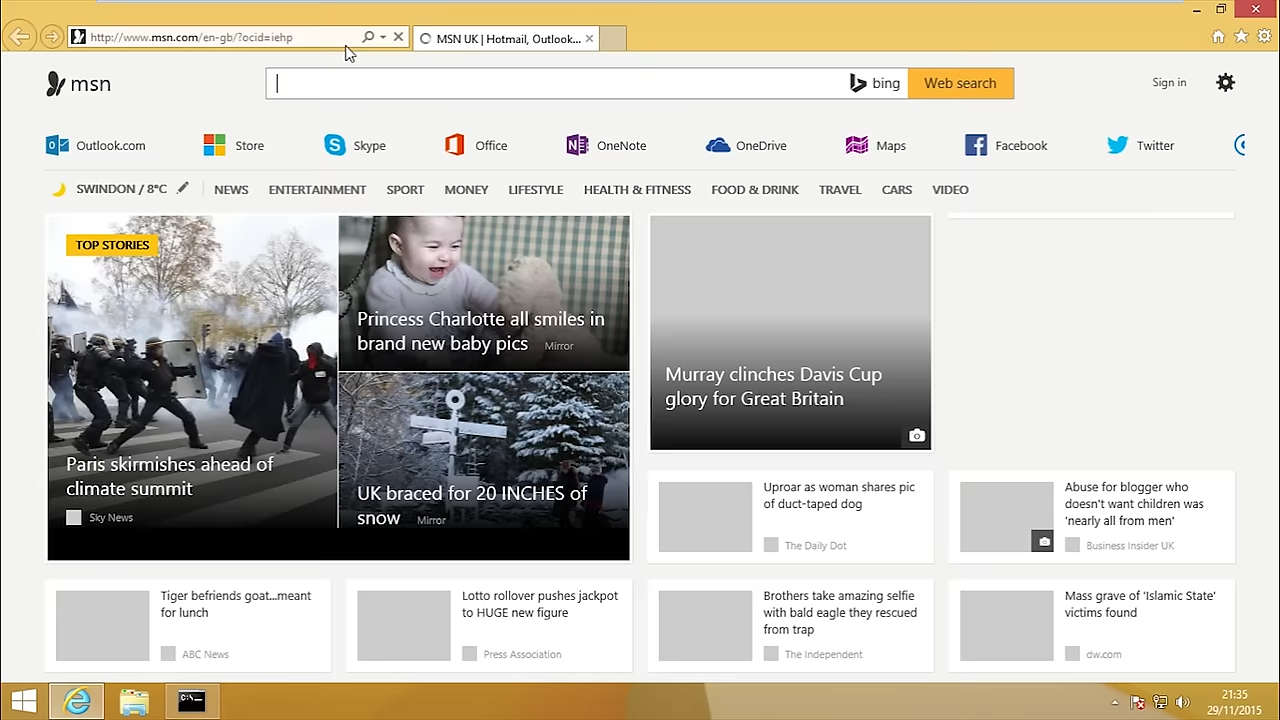 http://www.msn.com/en-gb/?ocid=iehp
MSN UK | Hotmail, Outlook...
msn
bing
Web search
Sign in
Outlook.com
Store
Skype
Office
OneNote
OneDrive
Maps
Facebook
Twitter
SWINDON / 8°C
NEWS
ENTERTAINMENT
SPORT
MONEY
LIFESTYLE
HEALTH & FITNESS
FOOD & DRINK
TRAVEL
CARS
VIDEO
TOP STORIES
Paris skirmishes ahead of
climate summit
Sky News
Princess Charlotte all smiles in
brand new baby pics Mirror
UK braced for 20 INCHES of
snow Mirror
Murray clinches Davis Cup
glory for Great Britain
Uproar as woman shares pic
of duct-taped dog
The Daily Dot
Abuse for blogger who
doesn't want children was
'nearly all from men'
Business Insider UK
Tiger befriends goat...meant
for lunch
ABC News
Lotto rollover pushes jackpot
to HUGE new figure
Press Association
Brothers take amazing selfie
with bald eagle they rescued
from trap
The Independent
Mass grave of 'Islamic State'
victims found
dw.com
C:\
21:35
29/11/2015